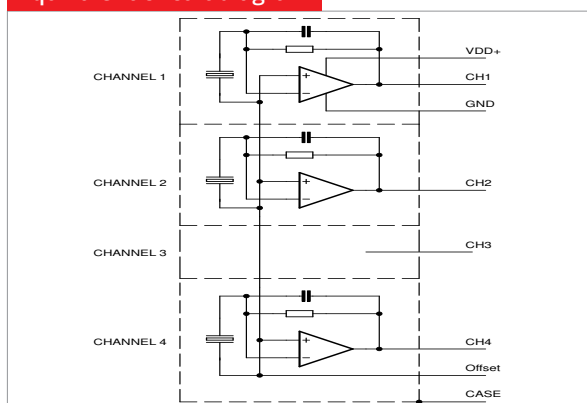 CHANNEL 1
VDD+
CH1
GND
CHANNEL 2
CH2
CHANNEL 3
CH3
CHANNEL 4
CH4
Offset
CASE